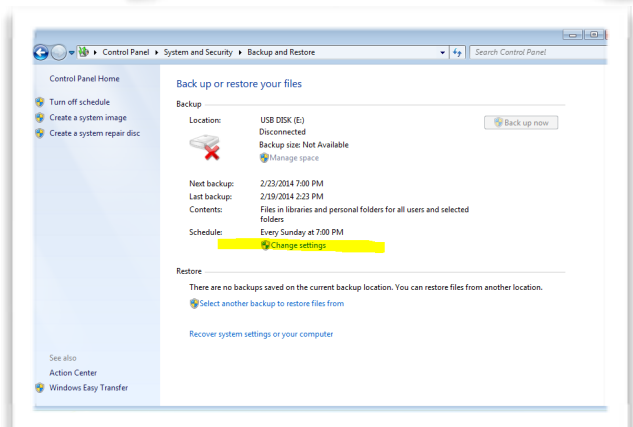 Control Panel ▸ System and Security ▸ Backup and Restore
Search Control Panel
Control Panel Home
Turn off schedule
Create a system image
Create a system repair disc
See also
Action Center
Windows Easy Transfer
Back up or restore your files
Backup
Location: USB DISK (E:)
Back up now
Disconnected
Backup size: Not Available
Manage space
Next backup: 2/23/2014 7:00 PM
Last backup: 2/19/2014 2:23 PM
Contents: Files in libraries and personal folders for all users and selected
folders
Schedule: Every Sunday at 7:00 PM
Change settings
Restore
There are no backups saved on the current backup location. You can restore files from another location.
Select another backup to restore files from
Recover system settings or your computer